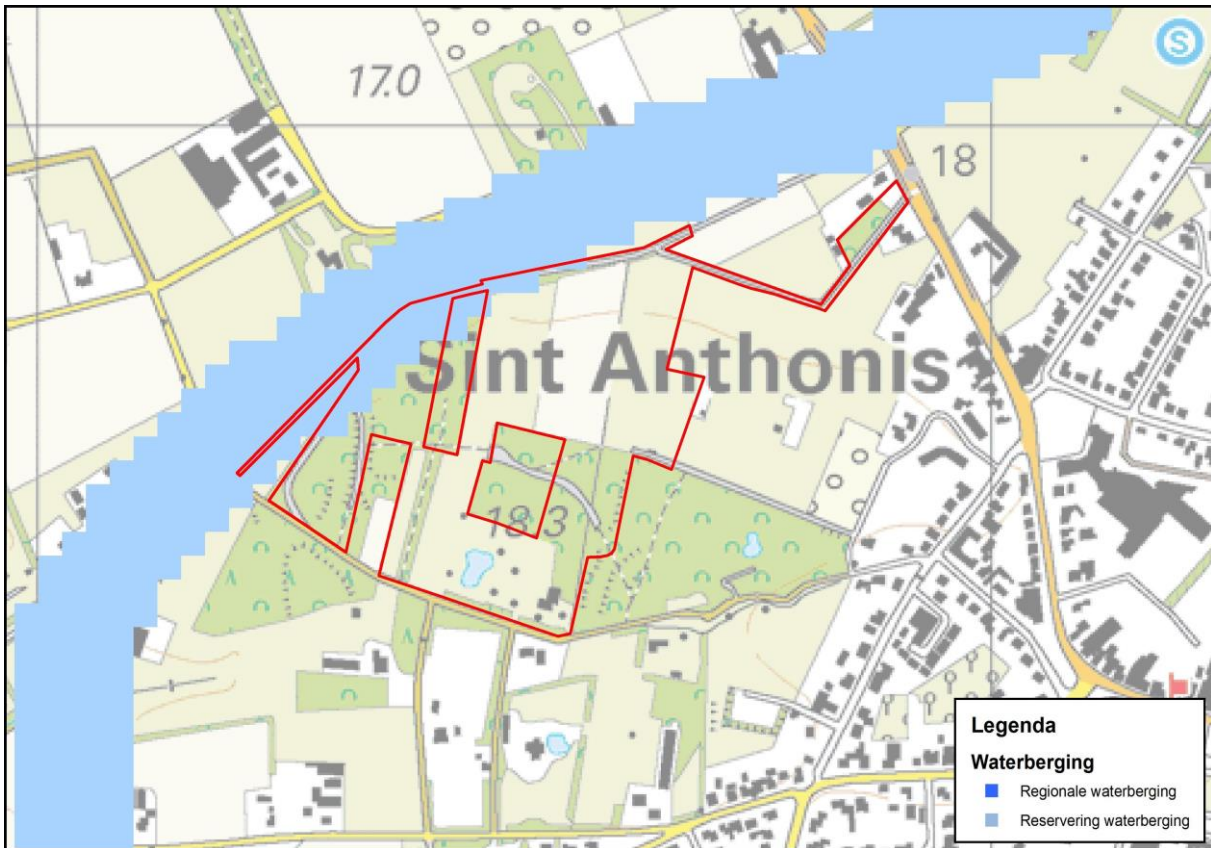 S
17.0
18
Sint Anthonis
18.3
Legenda
Waterberging
Regionale waterberging
Reservering waterberging